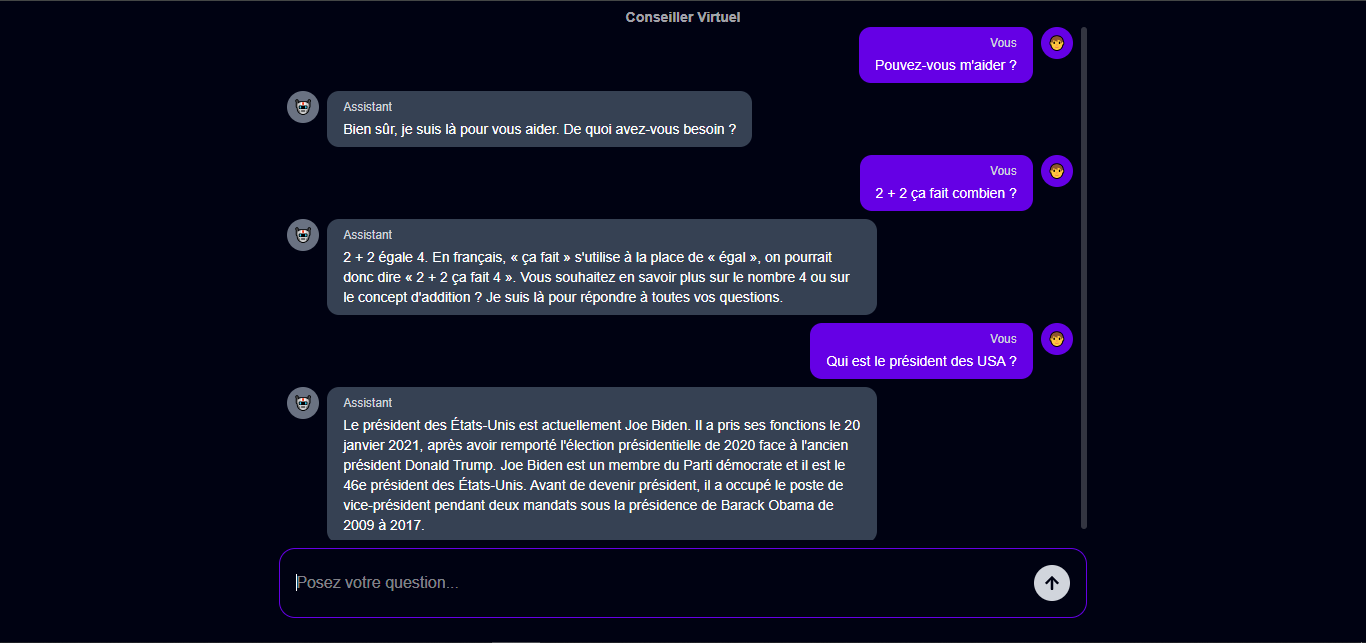 Conseiller Virtuel
Vous
Pouvez-vous m'aider ?
Assistant
Bien sûr, je suis là pour vous aider. De quoi avez-vous besoin ?
Vous
2 + 2 ça fait combien ?
Assistant
2 + 2 égale 4. En français, « ça fait » s'utilise à la place de « égal », on pourrait
donc dire « 2 + 2 ça fait 4 ». Vous souhaitez en savoir plus sur le nombre 4 ou sur
le concept d'addition ? Je suis là pour répondre à toutes vos questions.
Vous
Qui est le président des USA ?
Assistant
Le président des États-Unis est actuellement Joe Biden. Il a pris ses fonctions le 20
janvier 2021, après avoir remporté l'élection présidentielle de 2020 face à l'ancien
président Donald Trump. Joe Biden est un membre du Parti démocrate et il est le
46e président des États-Unis. Avant de devenir président, il a occupé le poste de
vice-président pendant deux mandats sous la présidence de Barack Obama de
2009 à 2017.
Posez votre question...